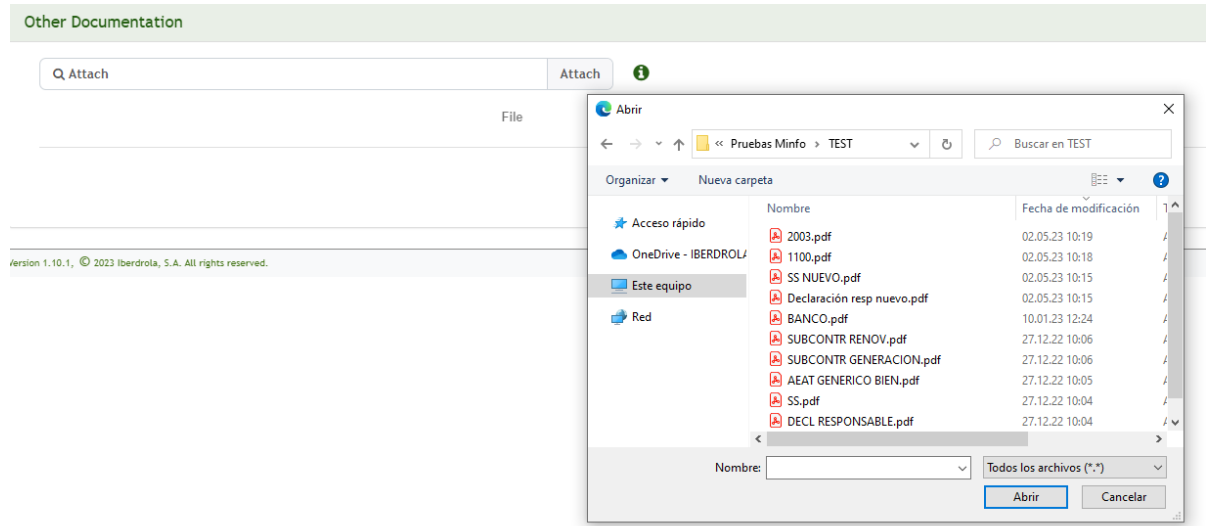 Other Documentation
Attach Attach
File
Abrir
« Pruebas Minfo > TEST Buscar en TEST
Organizar Nueva carpeta
Nombre Fecha de modificación
Acceso rápido
OneDrive - IBERDROLA
Este equipo
Red
2003.pdf 02.05.23 10:19
1100.pdf 02.05.23 10:18
SS NUEVO.pdf 02.05.23 10:15
Declaración resp nuevo.pdf 02.05.23 10:15
BANCO.pdf 10.01.23 12:24
SUBCONTR RENOV.pdf 27.12.22 10:06
SUBCONTR GENERACION.pdf 27.12.22 10:06
AEAT GENERICO BIEN.pdf 27.12.22 10:05
SS.pdf 27.12.22 10:04
DECL RESPONSABLE.pdf 27.12.22 10:04
Nombre: Todos los archivos (*.*)
Abrir Cancelar
Version 1.10.1, © 2023 Iberdrola, S.A. All rights reserved.